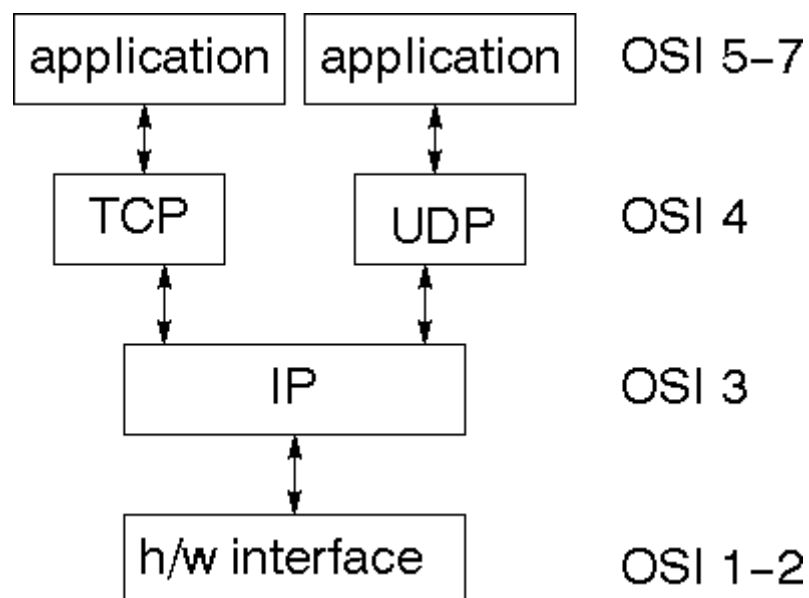 application application OSI 5-7
TCP UDP OSI 4
IP OSI 3
h/w interface OSI 1-2